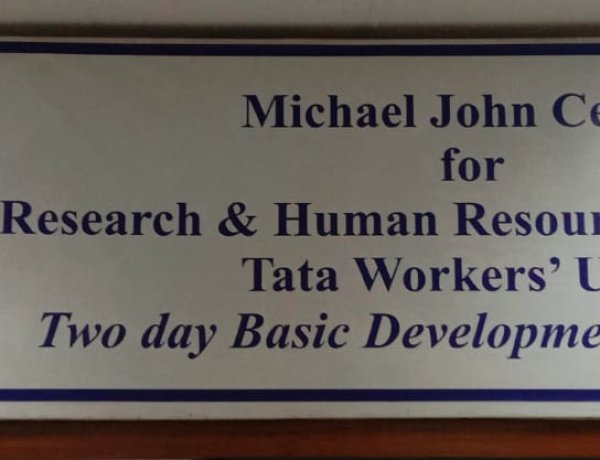 Michael John Ce
for
Research & Human Resour
Tata Workers’ U
Two day Basic Developme